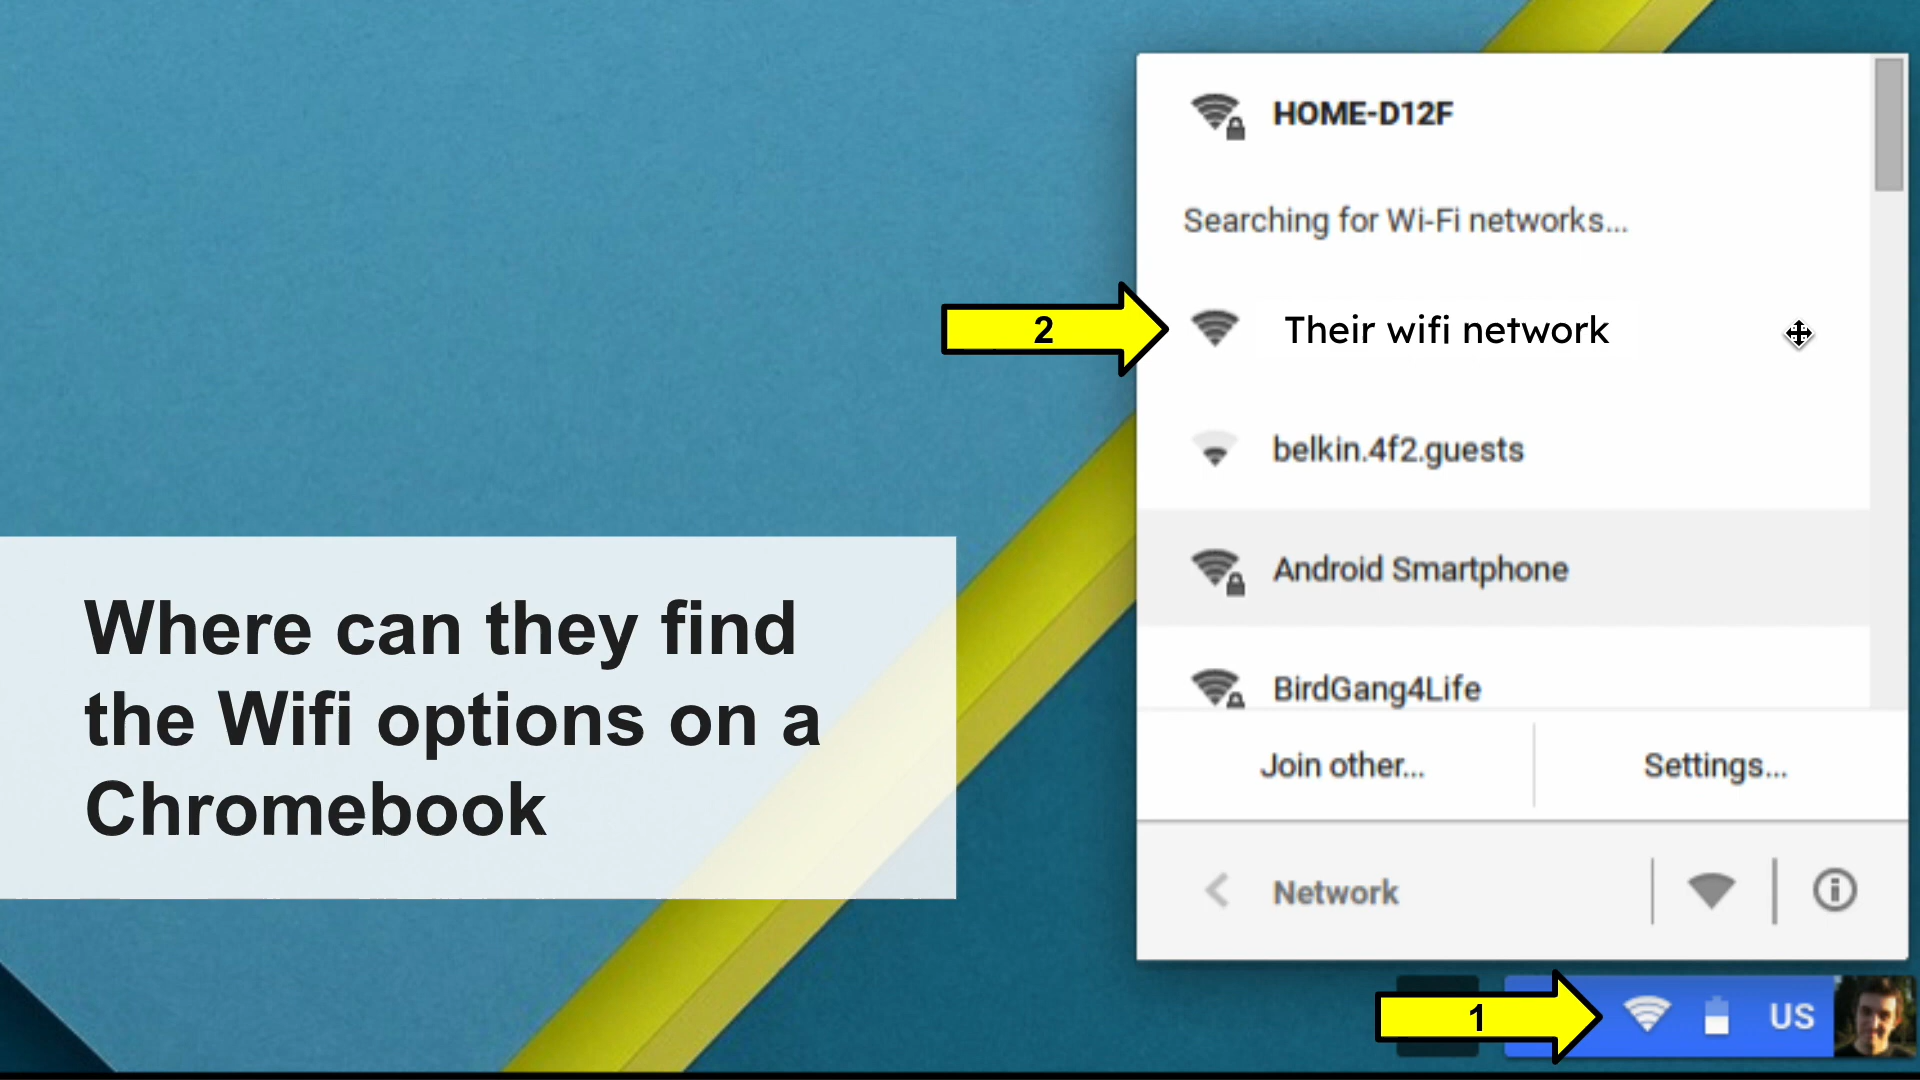 HOME-D12F
Searching for Wi-Fi networks...
2
Their wifi network
belkin.4f2.guests
Android Smartphone
BirdGang4Life
Where can they find
the Wifi options on a
Chromebook
Join other...
Settings...
Network
1
US